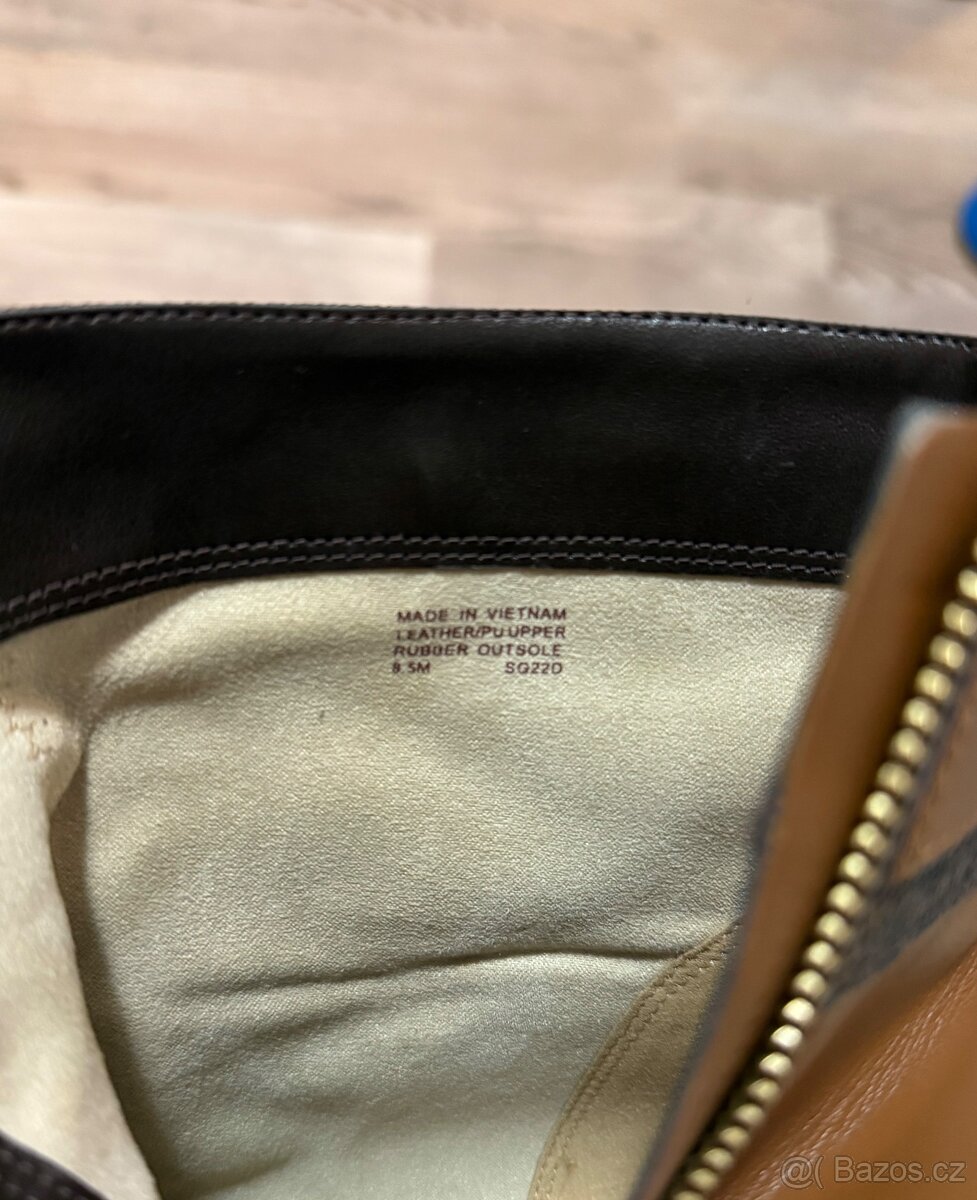 MADE IN VIETNAM
LEATHER/PU UPPER
RUBBER OUTSOLE
8.5M SG22D
@( Bazos.cz